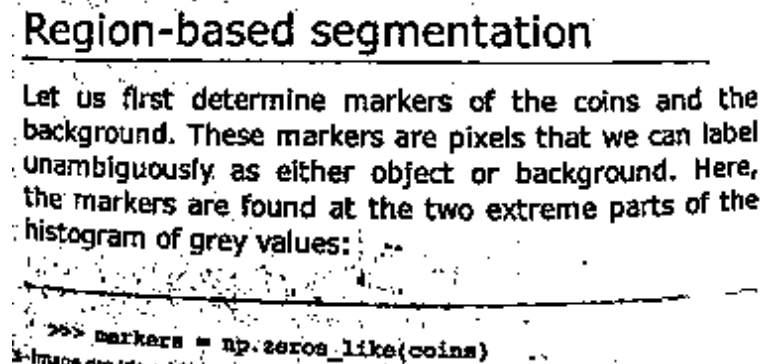 Region-based segmentation
Let us first determine markers of the coins and the
background. These markers are pixels that we can label
unambiguously as either object or background. Here,
the markers are found at the two extreme parts of the
histogram of grey values:
>>> markers = np.zeros_like(coins)